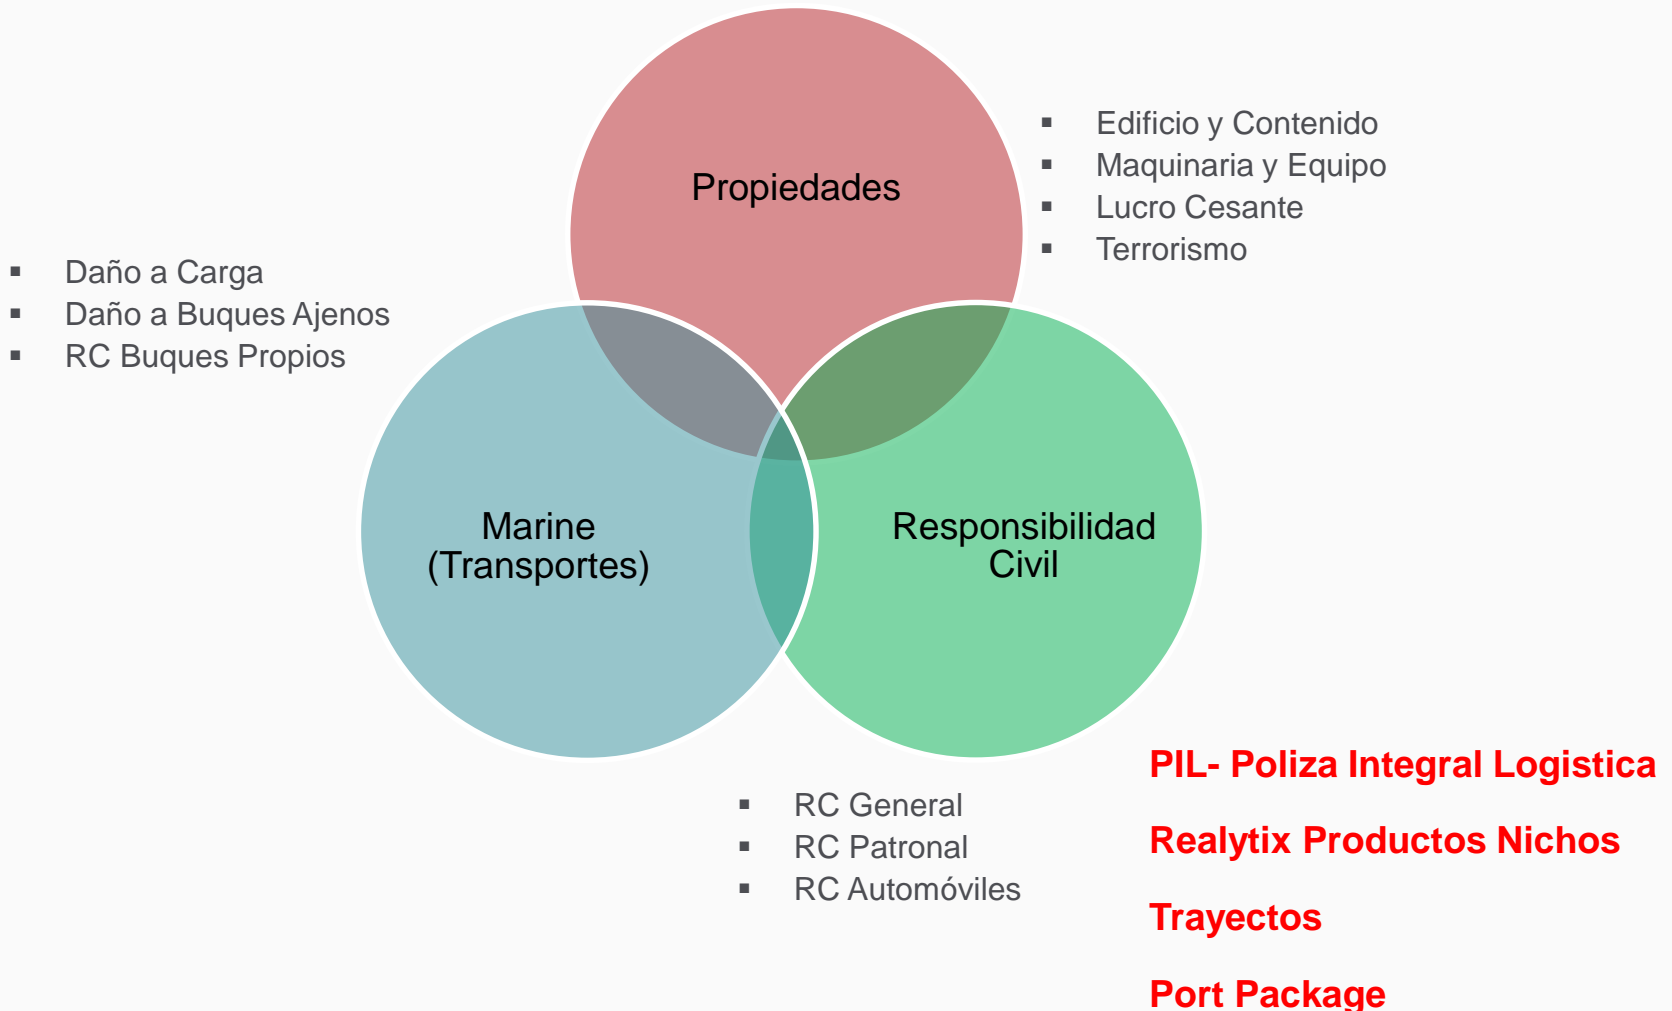 Propiedades
▪ Edificio y Contenido
▪ Maquinaria y Equipo
▪ Lucro Cesante
▪ Terrorismo
▪ Daño a Carga
▪ Daño a Buques Ajenos
▪ RC Buques Propios
Marine
(Transportes)
Responsibilidad
Civil
▪ RC General
▪ RC Patronal
▪ RC Automóviles
PIL- Poliza Integral Logistica
Realytix Productos Nichos
Trayectos
Port Package